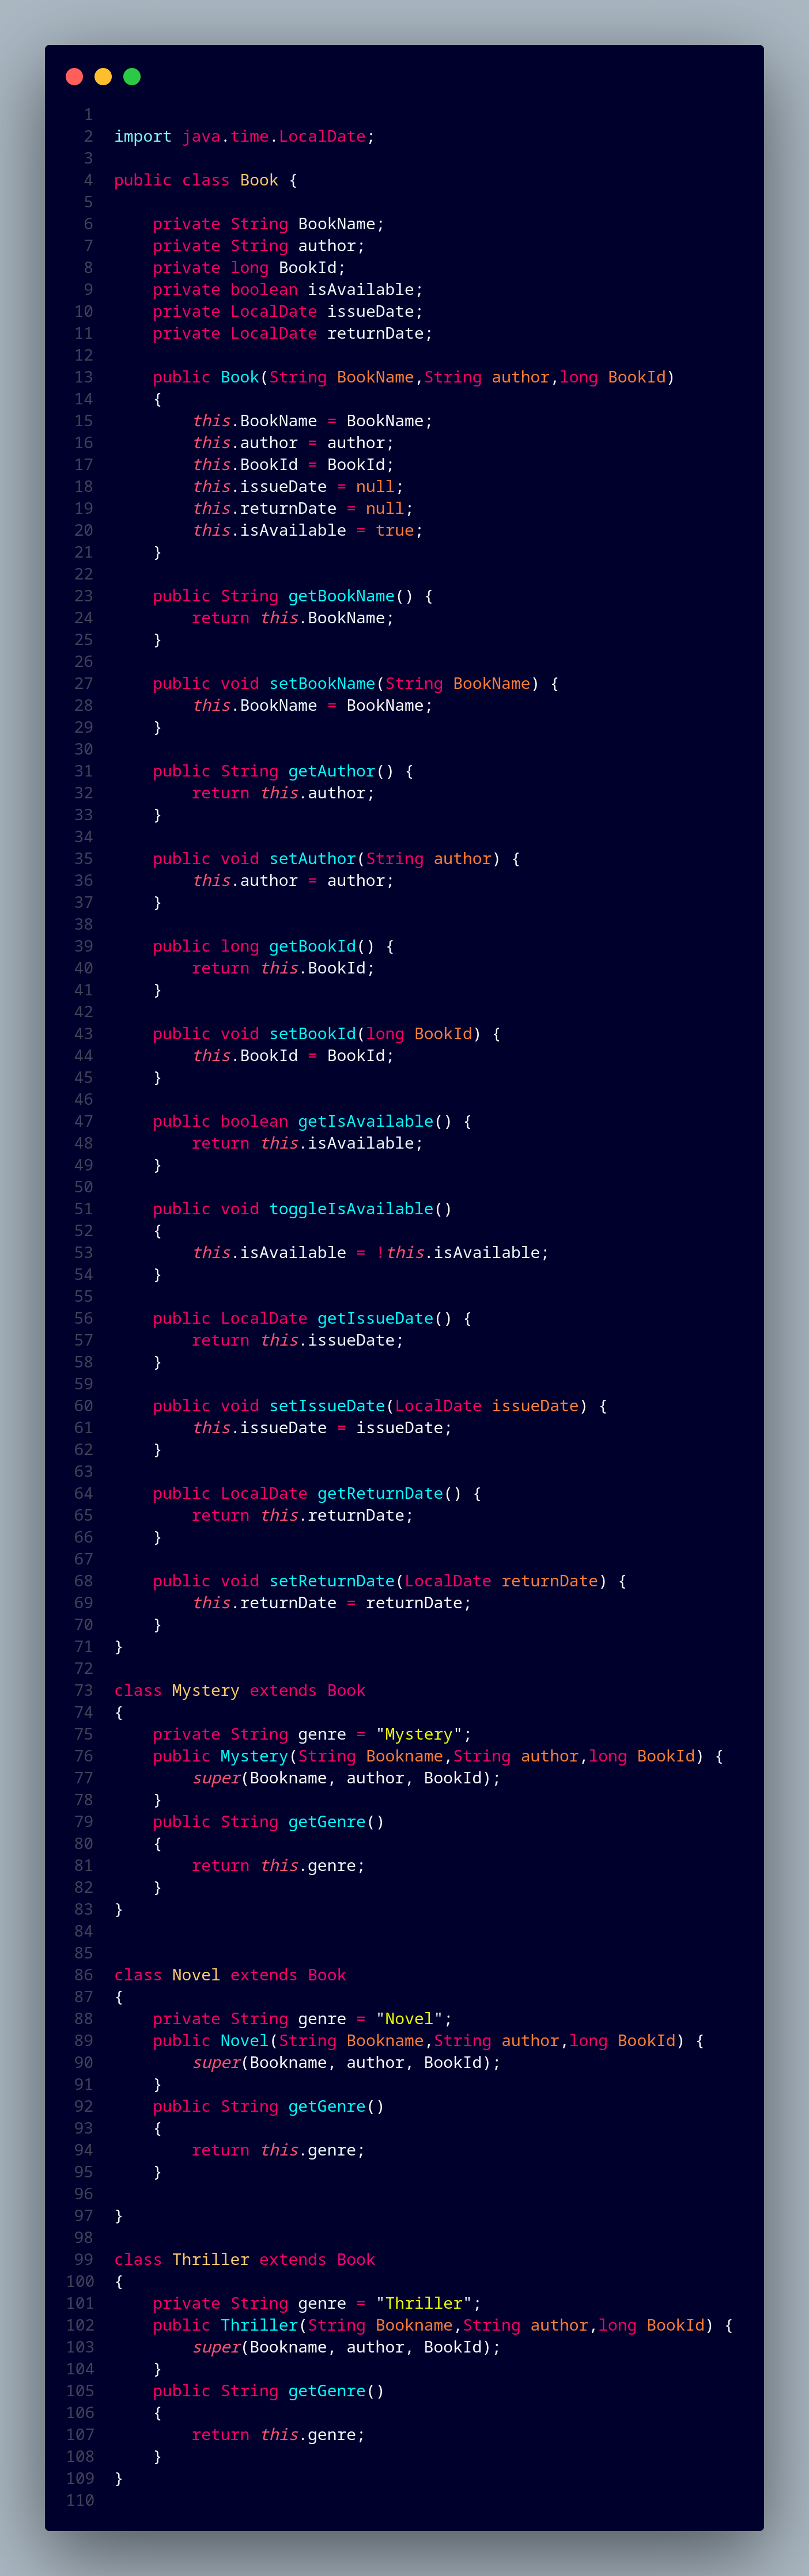 1
2 import java.time.LocalDate;
3
4 public class Book {
5
6     private String BookName;
7     private String author;
8     private long BookId;
9     private boolean isAvailable;
10     private LocalDate issueDate;
11     private LocalDate returnDate;
12
13     public Book(String BookName,String author,long BookId)
14     {
15         this.BookName = BookName;
16         this.author = author;
17         this.BookId = BookId;
18         this.issueDate = null;
19         this.returnDate = null;
20         this.isAvailable = true;
21     }
22
23     public String getBookName() {
24         return this.BookName;
25     }
26
27     public void setBookName(String BookName) {
28         this.BookName = BookName;
29     }
30
31     public String getAuthor() {
32         return this.author;
33     }
34
35     public void setAuthor(String author) {
36         this.author = author;
37     }
38
39     public long getBookId() {
40         return this.BookId;
41     }
42
43     public void setBookId(long BookId) {
44         this.BookId = BookId;
45     }
46
47     public boolean getIsAvailable() {
48         return this.isAvailable;
49     }
50
51     public void toggleIsAvailable()
52     {
53         this.isAvailable = !this.isAvailable;
54     }
55
56     public LocalDate getIssueDate() {
57         return this.issueDate;
58     }
59
60     public void setIssueDate(LocalDate issueDate) {
61         this.issueDate = issueDate;
62     }
63
64     public LocalDate getReturnDate() {
65         return this.returnDate;
66     }
67
68     public void setReturnDate(LocalDate returnDate) {
69         this.returnDate = returnDate;
70     }
71 }
72
73 class Mystery extends Book
74 {
75     private String genre = "Mystery";
76     public Mystery(String Bookname,String author,long BookId) {
77         super(Bookname, author, BookId);
78     }
79     public String getGenre()
80     {
81         return this.genre;
82     }
83 }
84
85
86 class Novel extends Book
87 {
88     private String genre = "Novel";
89     public Novel(String Bookname,String author,long BookId) {
90         super(Bookname, author, BookId);
91     }
92     public String getGenre()
93     {
94         return this.genre;
95     }
96
97 }
98
99 class Thriller extends Book
100 {
101     private String genre = "Thriller";
102     public Thriller(String Bookname,String author,long BookId) {
103         super(Bookname, author, BookId);
104     }
105     public String getGenre()
106     {
107         return this.genre;
108     }
109 }
110